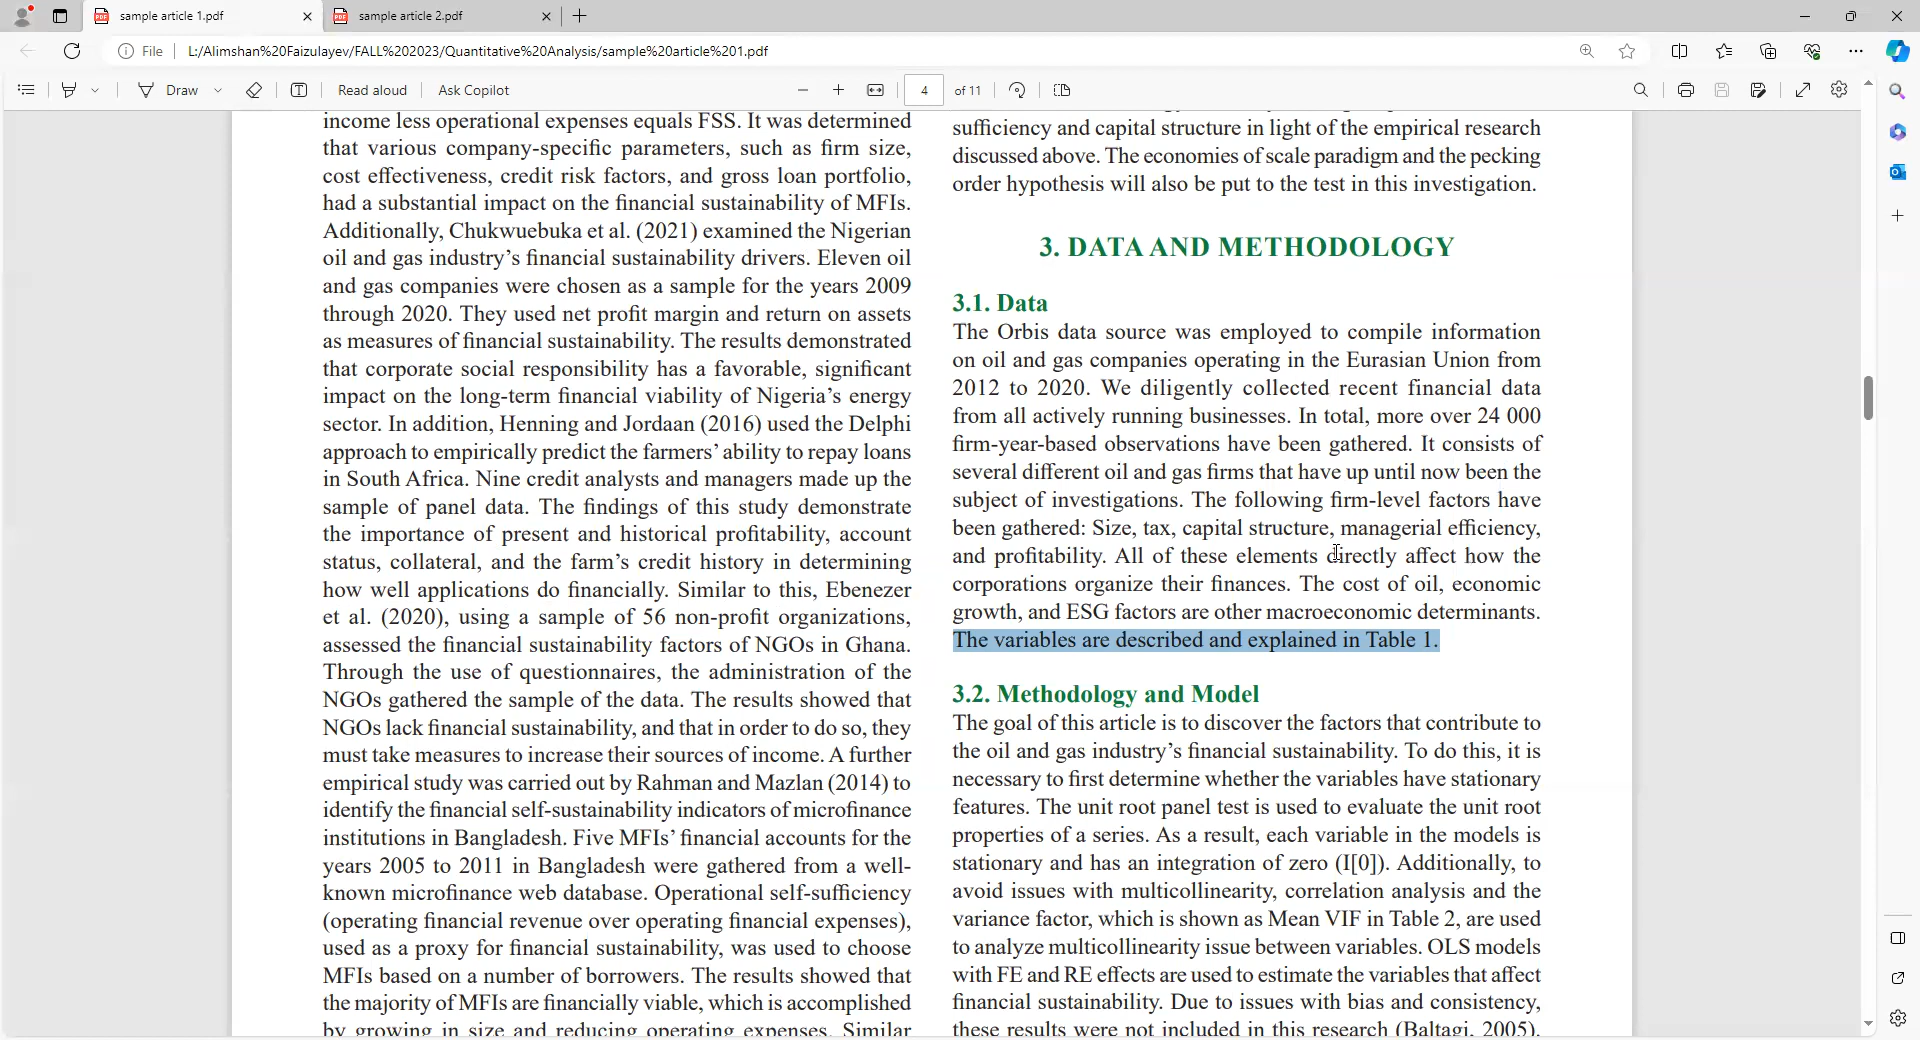 sample article 1.pdf
sample article 2.pdf
File
L:/Alimshan%20Faizulayev/FALL%202023/Quantitative%20Analysis/sample%20article%201.pdf
Draw
Read aloud
Ask Copilot
4
of 11
income less operational expenses equals FSS. It was determined
that various company-specific parameters, such as firm size,
cost effectiveness, credit risk factors, and gross loan portfolio,
had a substantial impact on the financial sustainability of MFIs.
Additionally, Chukwuebuka et al. (2021) examined the Nigerian
oil and gas industry’s financial sustainability drivers. Eleven oil
and gas companies were chosen as a sample for the years 2009
through 2020. They used net profit margin and return on assets
as measures of financial sustainability. The results demonstrated
that corporate social responsibility has a favorable, significant
impact on the long-term financial viability of Nigeria’s energy
sector. In addition, Henning and Jordaan (2016) used the Delphi
approach to empirically predict the farmers’ ability to repay loans
in South Africa. Nine credit analysts and managers made up the
sample of panel data. The findings of this study demonstrate
the importance of present and historical profitability, account
status, collateral, and the farm’s credit history in determining
how well applications do financially. Similar to this, Ebenezer
et al. (2020), using a sample of 56 non-profit organizations,
assessed the financial sustainability factors of NGOs in Ghana.
Through the use of questionnaires, the administration of the
NGOs gathered the sample of the data. The results showed that
NGOs lack financial sustainability, and that in order to do so, they
must take measures to increase their sources of income. A further
empirical study was carried out by Rahman and Mazlan (2014) to
identify the financial self-sustainability indicators of microfinance
institutions in Bangladesh. Five MFIs’ financial accounts for the
years 2005 to 2011 in Bangladesh were gathered from a well-
known microfinance web database. Operational self-sufficiency
(operating financial revenue over operating financial expenses),
used as a proxy for financial sustainability, was used to choose
MFIs based on a number of borrowers. The results showed that
the majority of MFIs are financially viable, which is accomplished
by growing in size and reducing operating expenses. Similar
sufficiency and capital structure in light of the empirical research
discussed above. The economies of scale paradigm and the pecking
order hypothesis will also be put to the test in this investigation.
3. DATA AND METHODOLOGY
3.1. Data
The Orbis data source was employed to compile information
on oil and gas companies operating in the Eurasian Union from
2012 to 2020. We diligently collected recent financial data
from all actively running businesses. In total, more over 24 000
firm-year-based observations have been gathered. It consists of
several different oil and gas firms that have up until now been the
subject of investigations. The following firm-level factors have
been gathered: Size, tax, capital structure, managerial efficiency,
and profitability. All of these elements directly affect how the
corporations organize their finances. The cost of oil, economic
growth, and ESG factors are other macroeconomic determinants.
The variables are described and explained in Table 1.
3.2. Methodology and Model
The goal of this article is to discover the factors that contribute to
the oil and gas industry’s financial sustainability. To do this, it is
necessary to first determine whether the variables have stationary
features. The unit root panel test is used to evaluate the unit root
properties of a series. As a result, each variable in the models is
stationary and has an integration of zero (I[0]). Additionally, to
avoid issues with multicollinearity, correlation analysis and the
variance factor, which is shown as Mean VIF in Table 2, are used
to analyze multicollinearity issue between variables. OLS models
with FE and RE effects are used to estimate the variables that affect
financial sustainability. Due to issues with bias and consistency,
these results were not included in this research (Baltagi, 2005).